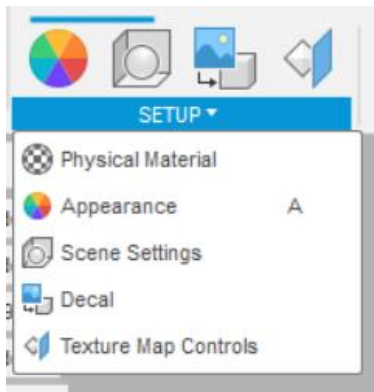 SETUP
Physical Material
Appearance A
Scene Settings
Decal
Texture Map Controls